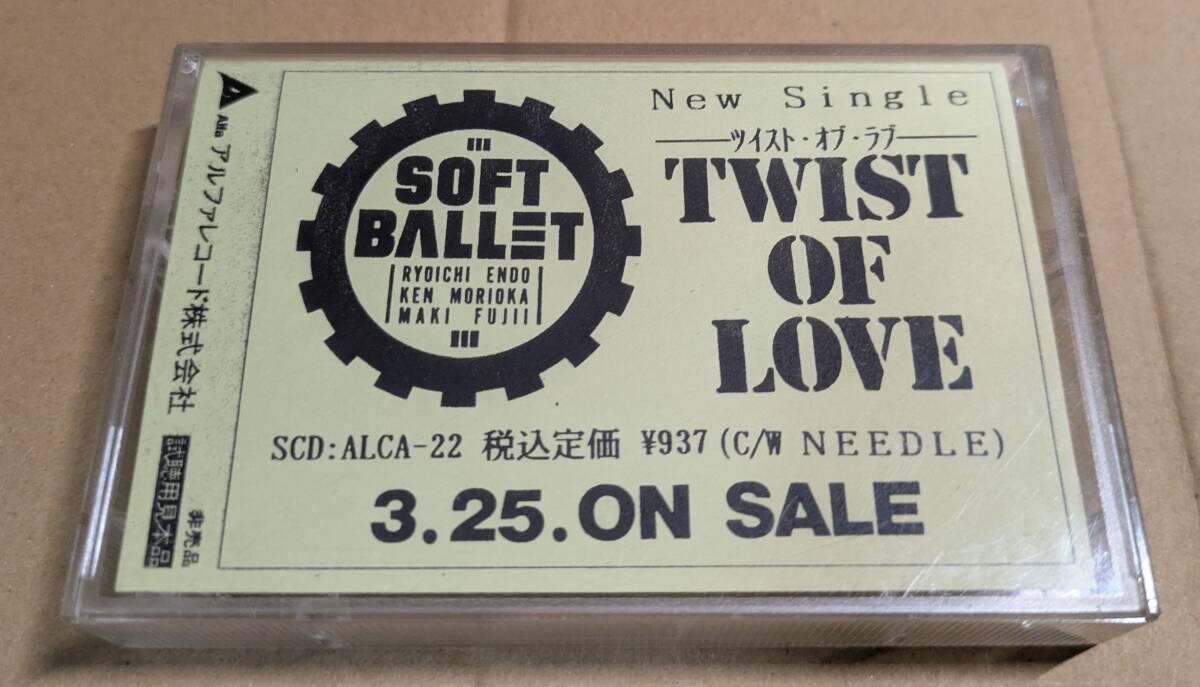 Alfa アルファレコード株式会社
試聴用見本品
非売品
SOFT
BALLET
RYOICHI ENDO
KEN MORIOKA
MAKI FUJII
New Single
ツイスト・オブ・ラブ
TWIST
OF
LOVE
SCD:ALCA-22 税込定価 ¥937 (C/W NEEDLE)
3.25.ON SALE